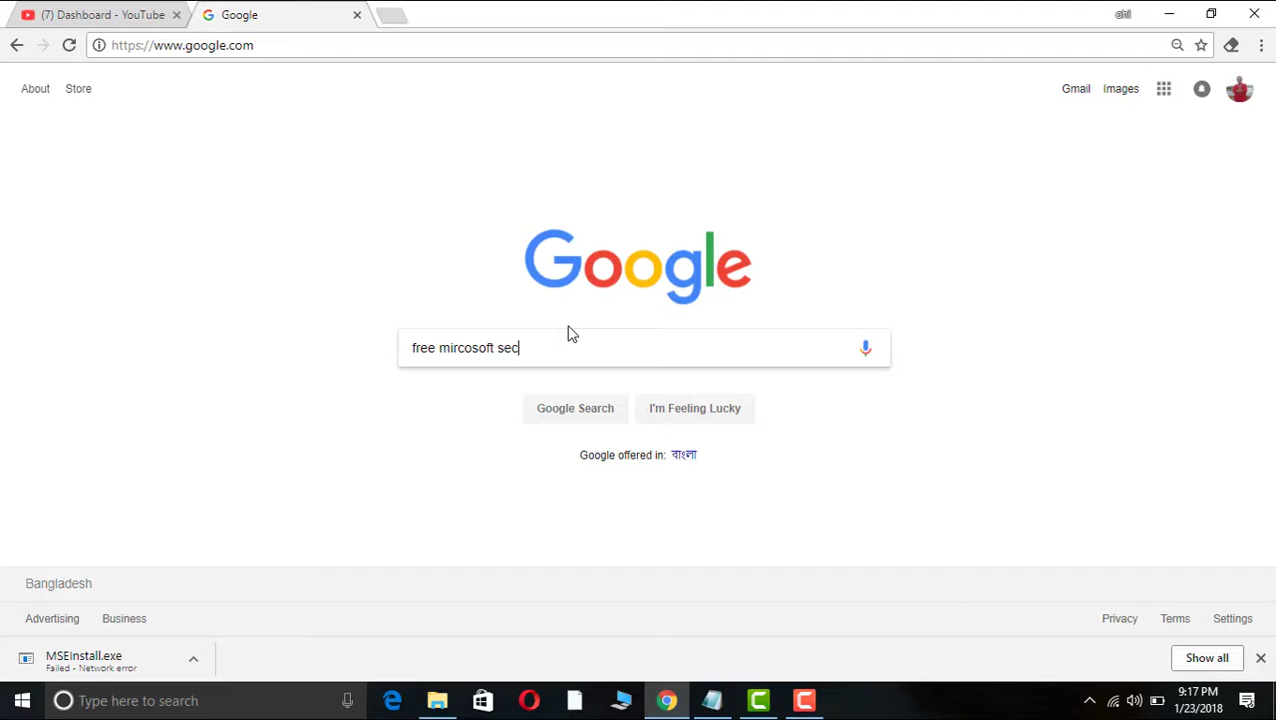 (7) Dashboard - YouTube
Google
ohi
https://www.google.com
About
Store
Gmail
Images
Google
free mircosoft sec
Google Search
I'm Feeling Lucky
Google offered in: বাংলা
Bangladesh
Advertising
Business
Privacy
Terms
Settings
MSEInstall.exe
Failed - Network error
Show all
Type here to search
9:17 PM
1/23/2018